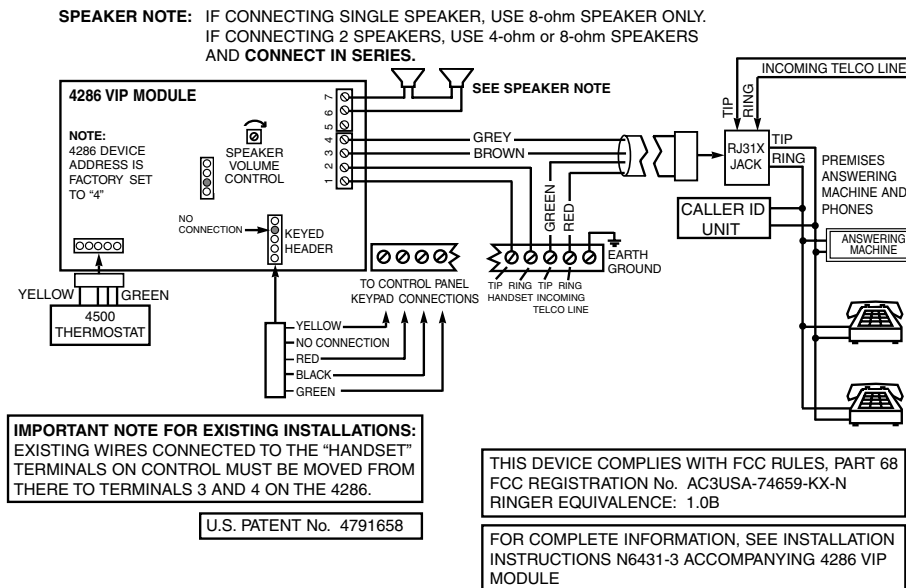 SPEAKER NOTE: IF CONNECTING SINGLE SPEAKER, USE 8-ohm SPEAKER ONLY.
IF CONNECTING 2 SPEAKERS, USE 4-ohm or 8-ohm SPEAKERS
AND CONNECT IN SERIES.
4286 VIP MODULE
NOTE:
4286 DEVICE
ADDRESS IS
FACTORY SET
TO “4”
SPEAKER
VOLUME
CONTROL
7
6
5
4
3
2
1
SEE SPEAKER NOTE
GREY
BROWN
GREEN
RED
INCOMING TELCO LINE
TIP
RING
RJ31X
JACK
TIP
RING
PREMISES
ANSWERING
MACHINE AND
PHONES
CALLER ID
UNIT
ANSWERING
MACHINE
NO
CONNECTION
KEYED
HEADER
EARTH
GROUND
TIP RING TIP RING
HANDSET INCOMING
TELCO LINE
TO CONTROL PANEL
KEYPAD CONNECTIONS
YELLOW
GREEN
4500
THERMOSTAT
YELLOW
NO CONNECTION
RED
BLACK
GREEN
IMPORTANT NOTE FOR EXISTING INSTALLATIONS:
EXISTING WIRES CONNECTED TO THE “HANDSET”
TERMINALS ON CONTROL MUST BE MOVED FROM
THERE TO TERMINALS 3 AND 4 ON THE 4286.
U.S. PATENT No. 4791658
THIS DEVICE COMPLIES WITH FCC RULES, PART 68
FCC REGISTRATION No. AC3USA-74659-KX-N
RINGER EQUIVALENCE: 1.0B
FOR COMPLETE INFORMATION, SEE INSTALLATION
INSTRUCTIONS N6431-3 ACCOMPANYING 4286 VIP
MODULE